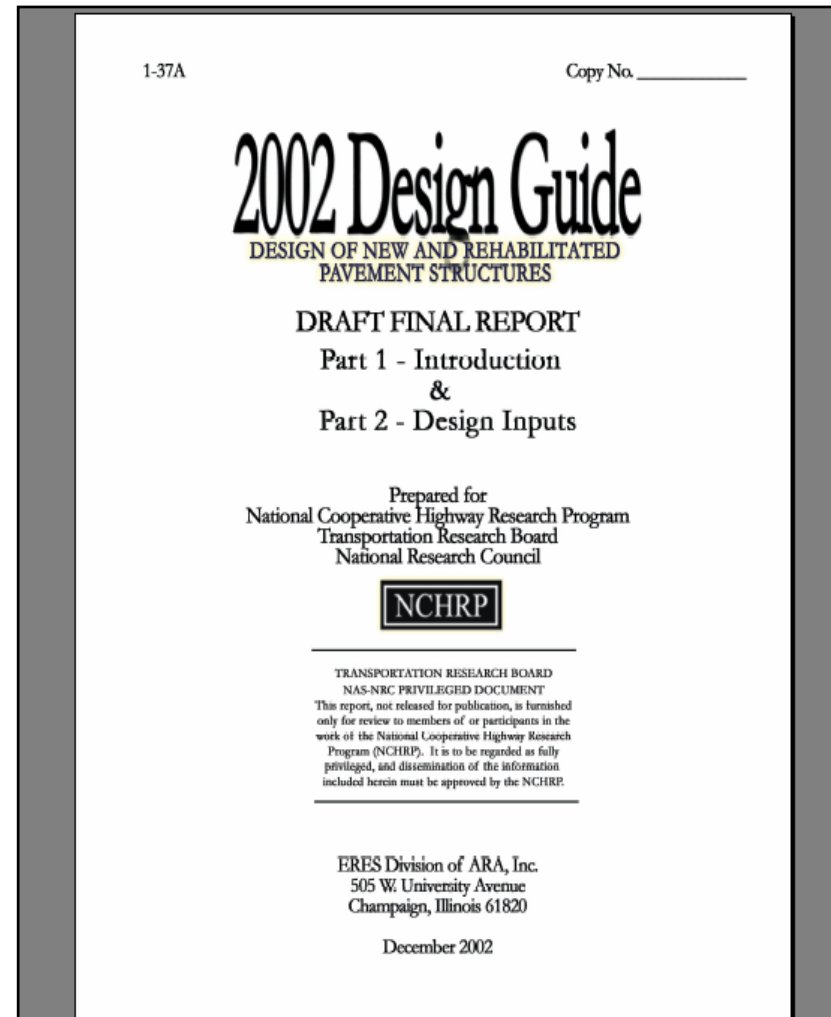 1-37A
Copy No. ____________
2002 Design Guide
DESIGN OF NEW AND REHABILITATED
PAVEMENT STRUCTURES
DRAFT FINAL REPORT
Part 1 - Introduction
&
Part 2 - Design Inputs
Prepared for
National Cooperative Highway Research Program
Transportation Research Board
National Research Council
NCHRP
TRANSPORTATION RESEARCH BOARD
NAS-NRC PRIVILEGED DOCUMENT
This report, not released for publication, is furnished
only for review to members of or participants in the
work of the National Cooperative Highway Research
Program (NCHRP). It is to be regarded as fully
privileged, and dissemination of the information
included herein must be approved by the NCHRP.
ERES Division of ARA, Inc.
505 W. University Avenue
Champaign, Illinois 61820
December 2002